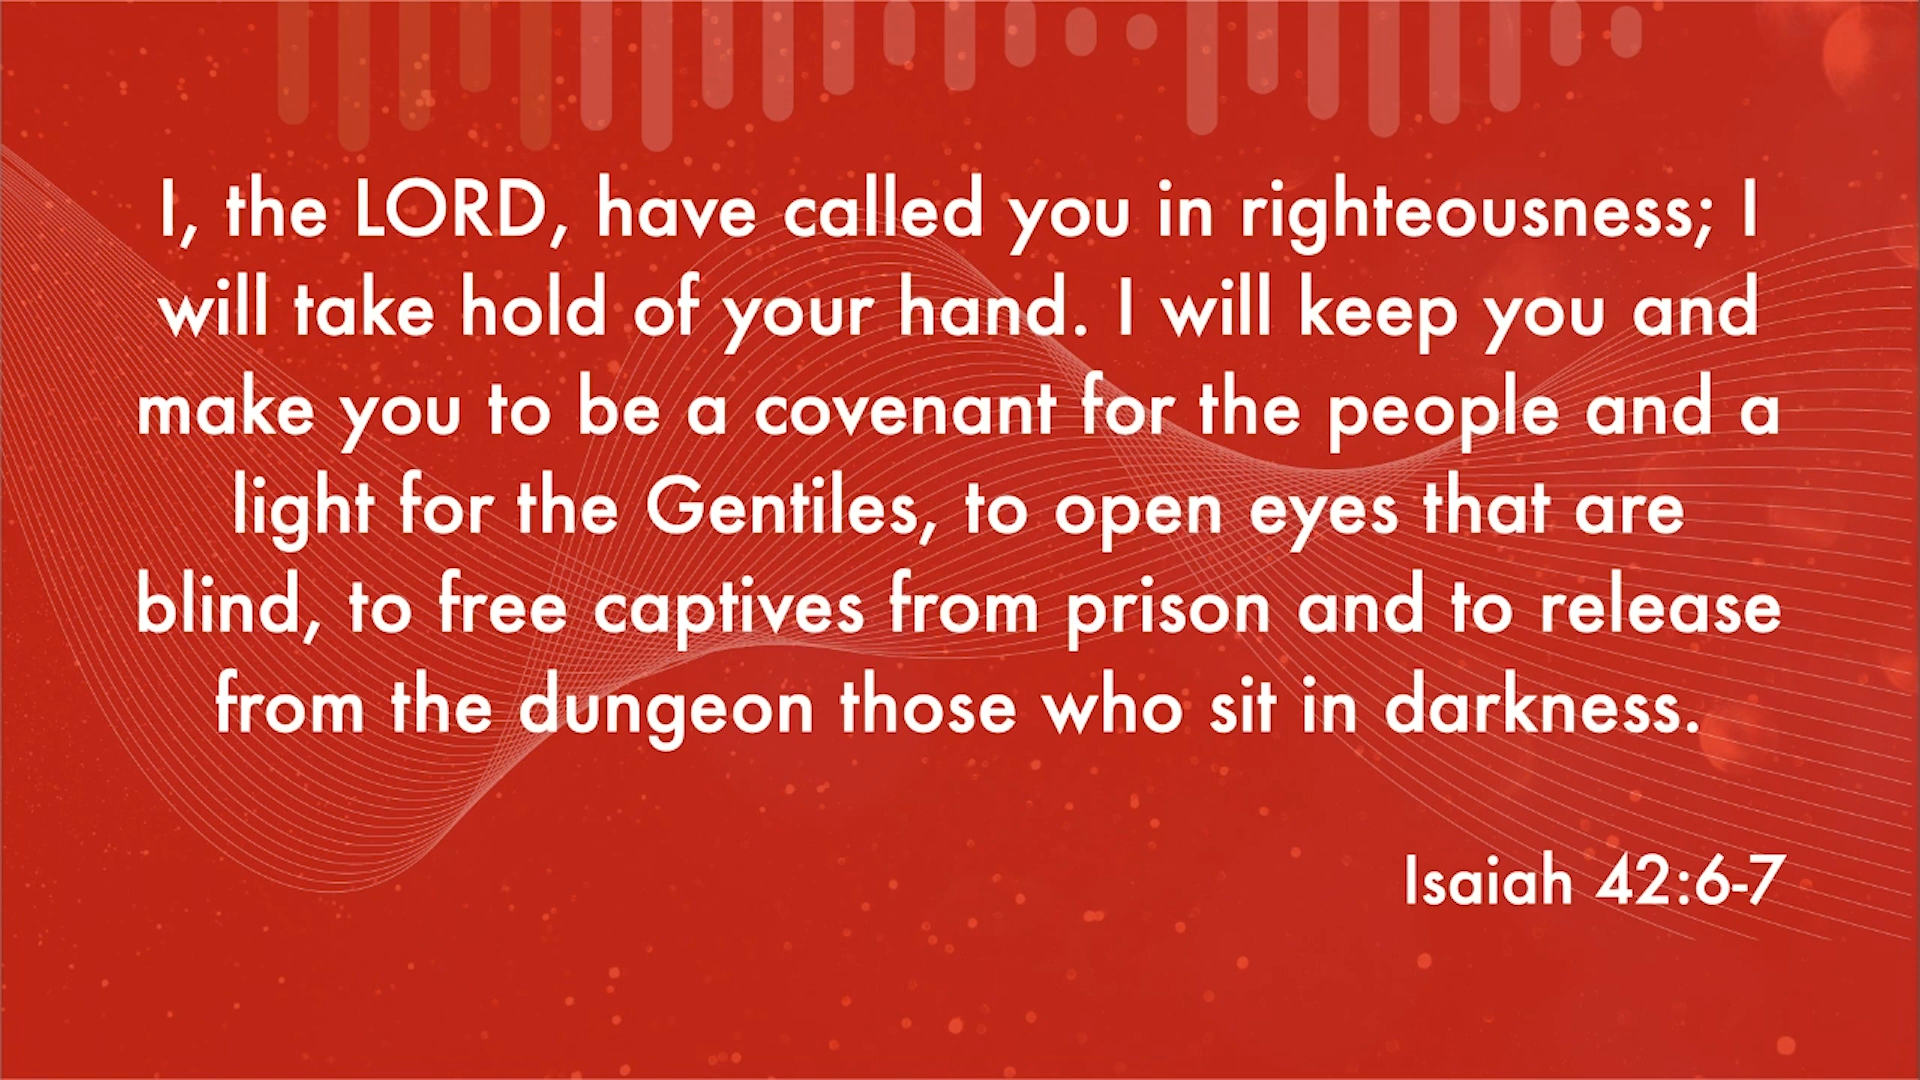 I, the LORD, have called you in righteousness; I
will take hold of your hand. I will keep you and
make you to be a covenant for the people and a
light for the Gentiles, to open eyes that are
blind, to free captives from prison and to release
from the dungeon those who sit in darkness.
Isaiah 42:6-7